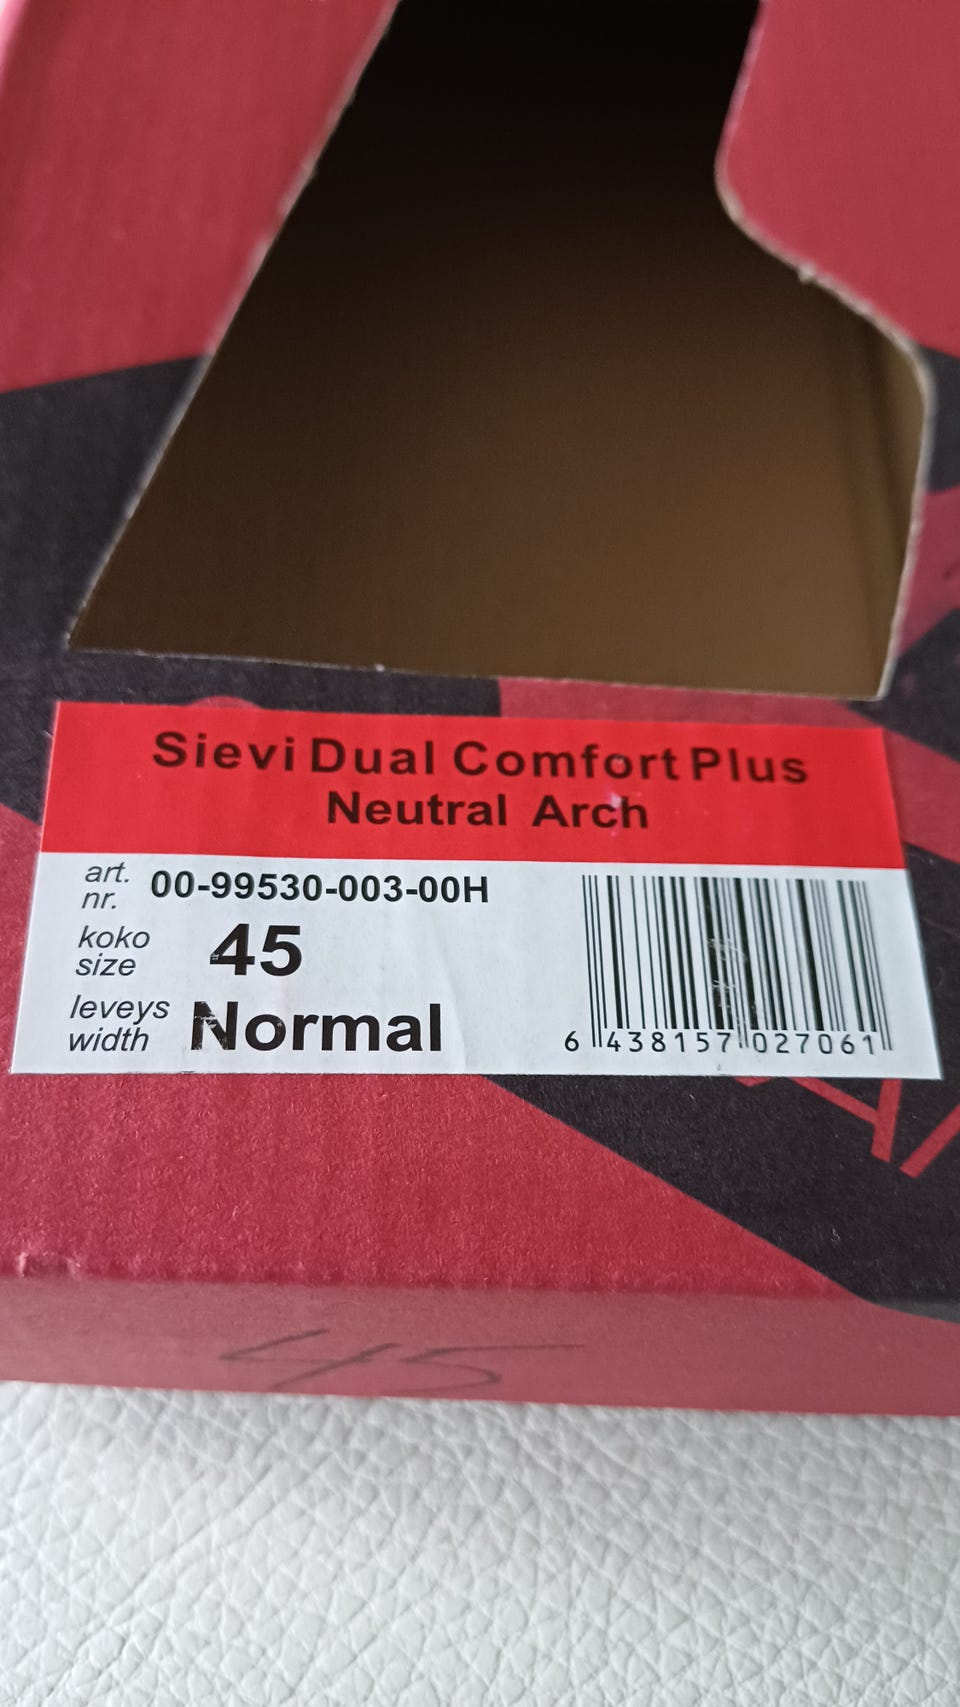 Sievi Dual Comfort Plus
Neutral Arch
art. nr. 00-99530-003-00H
koko size 45
leveys width Normal
6 438157 027061
45